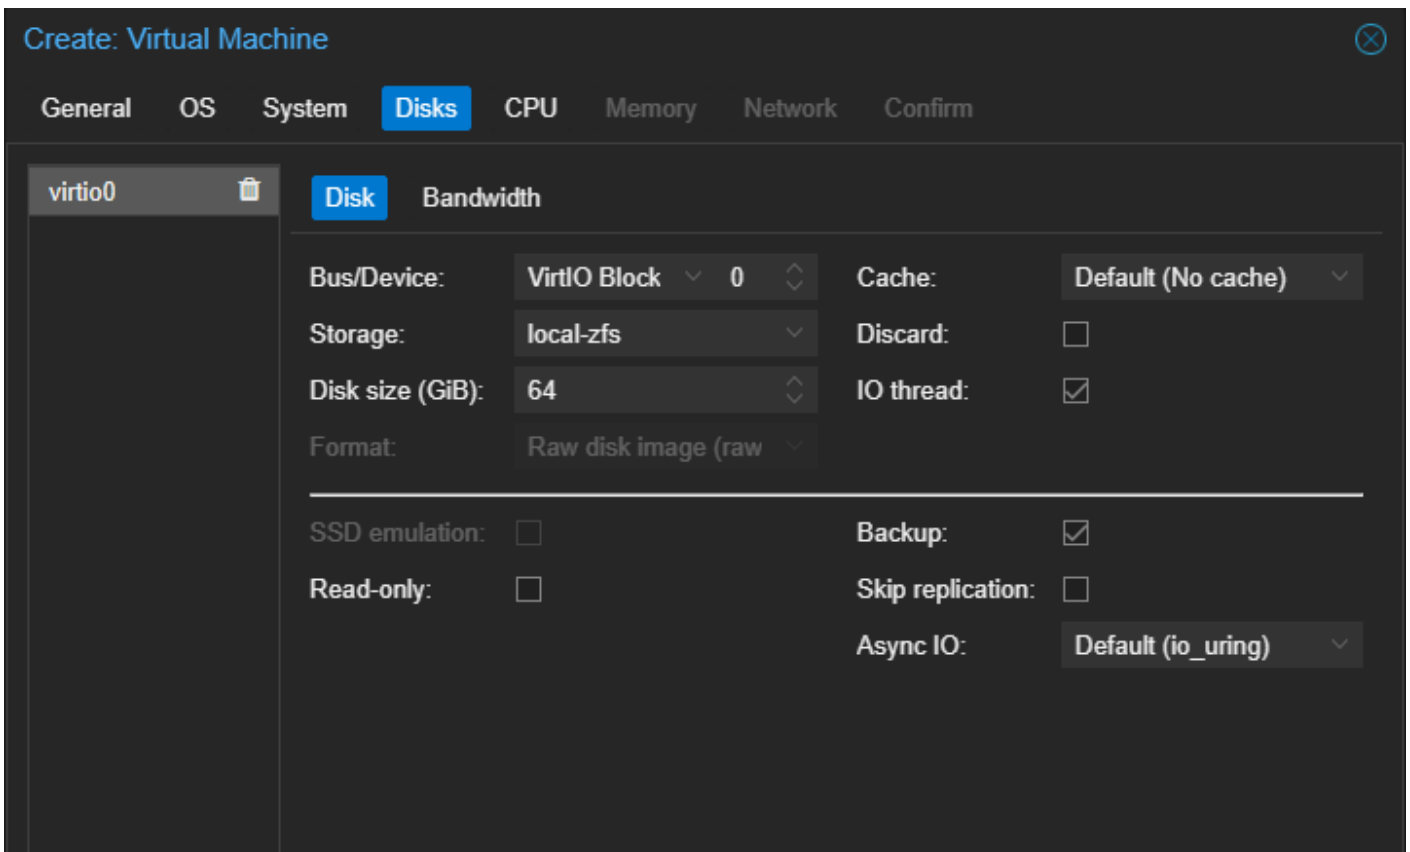 Create: Virtual Machine
General OS System Disks CPU Memory Network Confirm
virtio0
Disk Bandwidth
Bus/Device: VirtIO Block 0 Cache: Default (No cache)
Storage: local-zfs Discard:
Disk size (GiB): 64 IO thread:
Format: Raw disk image (raw
SSD emulation: Backup:
Read-only: Skip replication:
Async IO: Default (io_uring)